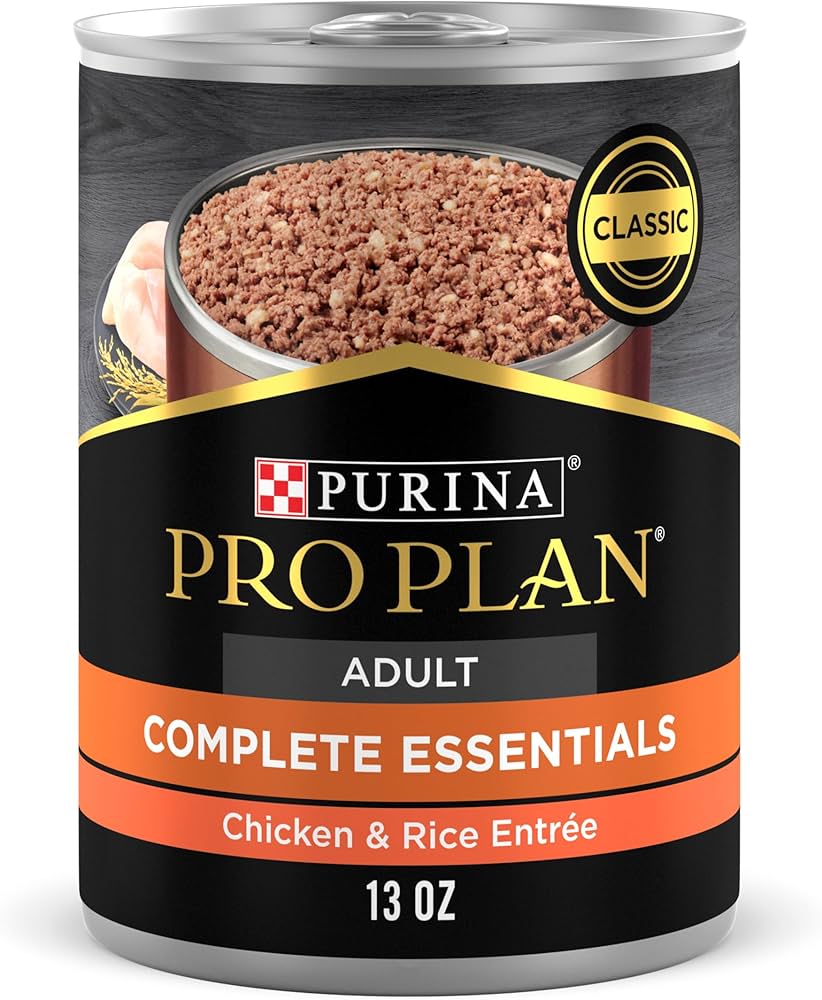 CLASSIC
PURINA®
PRO PLAN®
ADULT
COMPLETE ESSENTIALS
Chicken & Rice Entrée
13 OZ